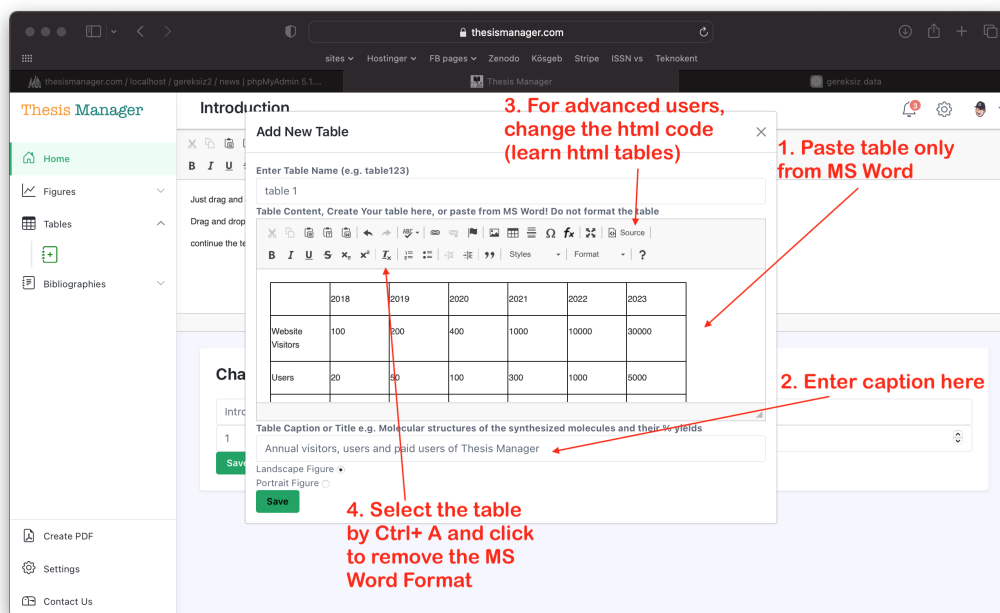 thesismanager.com
sites
Hostinger
FB pages
Zenodo
Kösgeb
Stripe
ISSN vs
Teknokent
thesismanager.com / localhost / gereksiz2 / news | phpMyAdmin 5.1....
Thesis Manager
gereksiz data
Thesis Manager
Introduction
3
Home
Figures
Tables
Bibliographies
Create PDF
Settings
Contact Us
B I U
Just drag and
Drag and drop
continue the te
Cha
Intro
1
Save
Add New Table
Enter Table Name (e.g. table123)
table 1
Table Content, Create Your table here, or paste from MS Word! Do not format the table
Source
B I U S x₂ x² Tx Styles Format ?
2018 2019 2020 2021 2022 2023
Website Visitors 100 200 400 1000 10000 30000
Users 20 50 100 300 1000 5000
Table Caption or Title e.g. Molecular structures of the synthesized molecules and their % yields
Annual visitors, users and paid users of Thesis Manager
Landscape Figure
Portrait Figure
Save
1. Paste table only
from MS Word
2. Enter caption here
3. For advanced users,
change the html code
(learn html tables)
4. Select the table
by Ctrl+ A and click
to remove the MS
Word Format